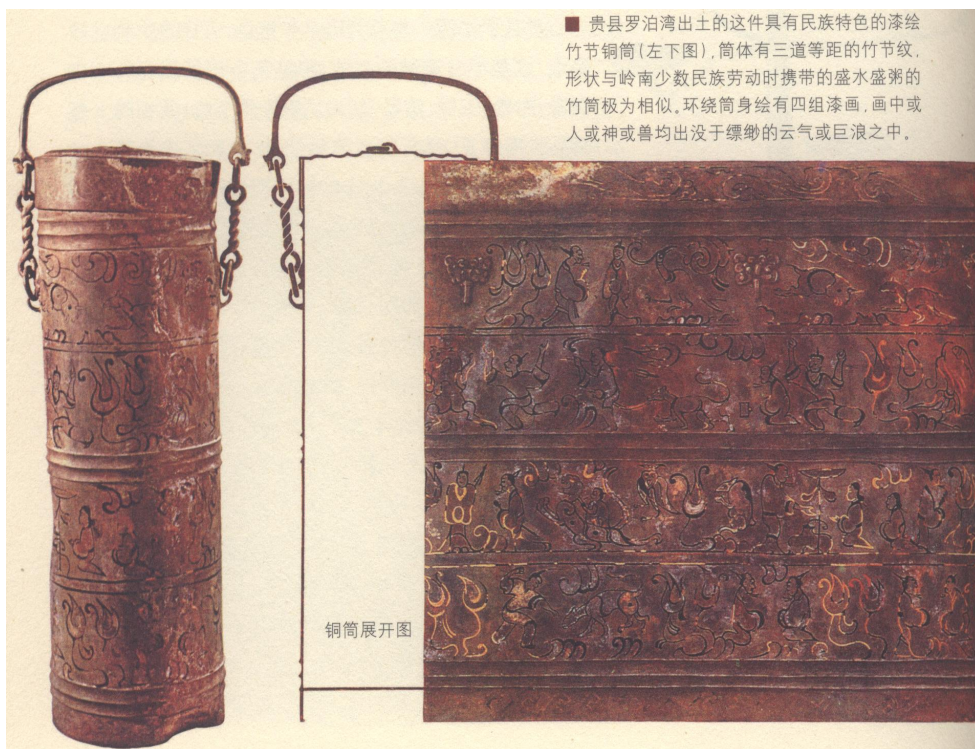 ■ 贵县罗泊湾出土的这件具有民族特色的漆绘
竹节铜筒(左下图),筒体有三道等距的竹节纹,
形状与岭南少数民族劳动时携带的盛水盛粥的
竹筒极为相似。环绕筒身绘有四组漆画,画中或
人或神或兽均出没于缥缈的云气或巨浪之中。
铜筒展开图